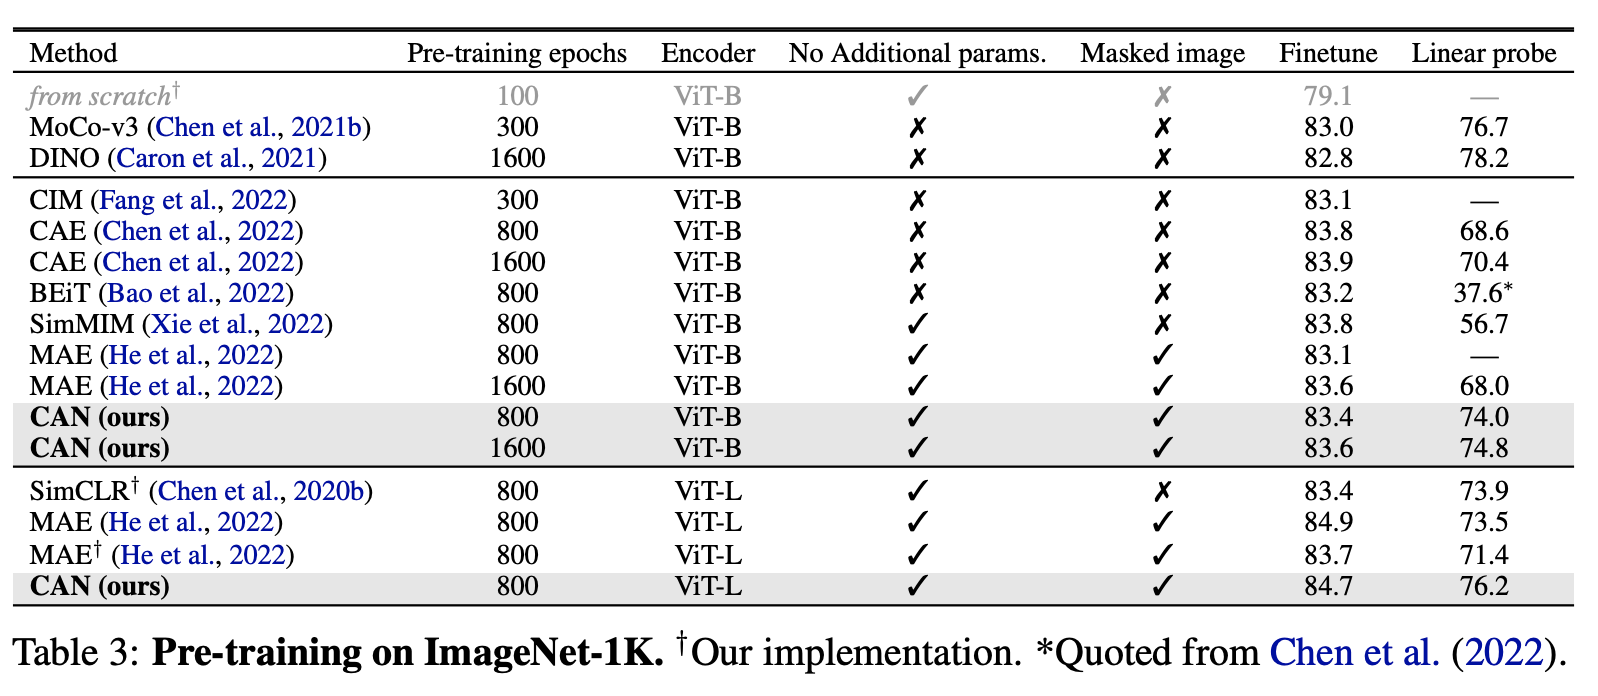 Method Pre-training epochs Encoder No Additional params. Masked image Finetune Linear probe
from scratch† 100 ViT-B ✓ ✗ 79.1 —
MoCo-v3 (Chen et al., 2021b) 300 ViT-B ✗ ✗ 83.0 76.7
DINO (Caron et al., 2021) 1600 ViT-B ✗ ✗ 82.8 78.2
CIM (Fang et al., 2022) 300 ViT-B ✗ ✗ 83.1 —
CAE (Chen et al., 2022) 800 ViT-B ✗ ✗ 83.8 68.6
CAE (Chen et al., 2022) 1600 ViT-B ✗ ✗ 83.9 70.4
BEiT (Bao et al., 2022) 800 ViT-B ✗ ✗ 83.2 37.6*
SimMIM (Xie et al., 2022) 800 ViT-B ✓ ✗ 83.8 56.7
MAE (He et al., 2022) 800 ViT-B ✓ ✓ 83.1 —
MAE (He et al., 2022) 1600 ViT-B ✓ ✓ 83.6 68.0
CAN (ours) 800 ViT-B ✓ ✓ 83.4 74.0
CAN (ours) 1600 ViT-B ✓ ✓ 83.6 74.8
SimCLR† (Chen et al., 2020b) 800 ViT-L ✓ ✗ 83.4 73.9
MAE (He et al., 2022) 800 ViT-L ✓ ✓ 84.9 73.5
MAE† (He et al., 2022) 800 ViT-L ✓ ✓ 83.7 71.4
CAN (ours) 800 ViT-L ✓ ✓ 84.7 76.2
Table 3: Pre-training on ImageNet-1K. †Our implementation. *Quoted from Chen et al. (2022).